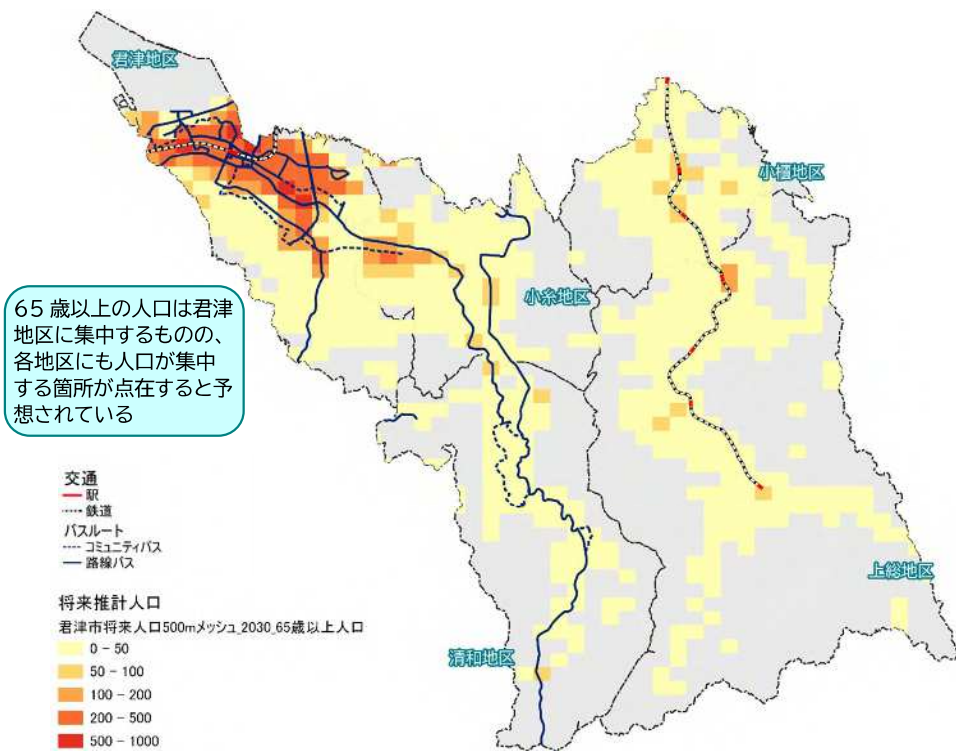 君津地区
小櫃地区
小糸地区
65歳以上の人口は君津
地区に集中するものの、
各地区にも人口が集中
する箇所が点在すると予
想されている
交通
駅
鉄道
バスルート
コミュニティバス
路線バス
上総地区
将来推計人口
君津市将来人口500mメッシュ_2030_65歳以上人口
清和地区
0 - 50
50 - 100
100 - 200
200 - 500
500 - 1000